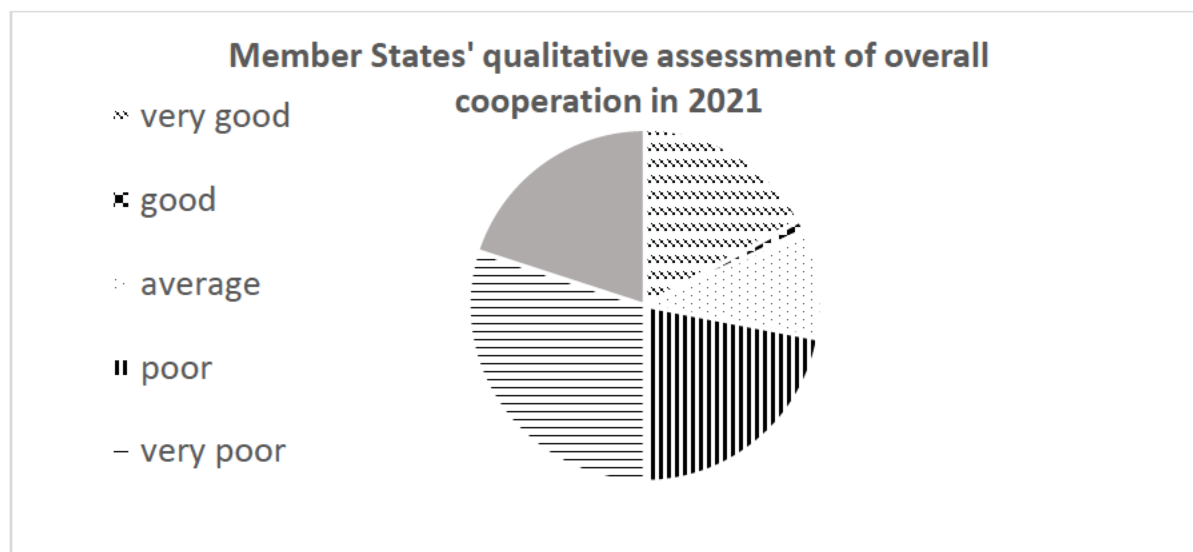 Member States' qualitative assessment of overall
cooperation in 2021
very good
good
average
poor
very poor